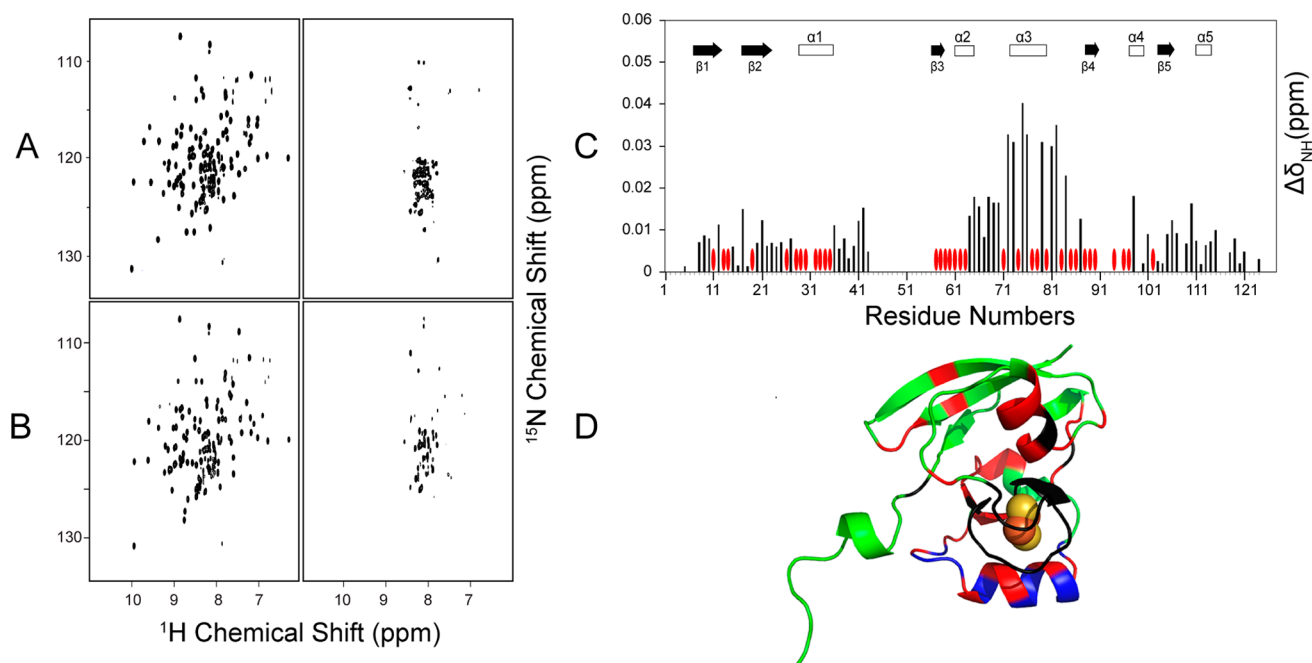 A
B
110
120
130
110
120
130
10 9 8 7
10 9 8 7
¹H Chemical Shift (ppm)
¹⁵N Chemical Shift (ppm)
C
0.06
0.05
0.04
0.03
0.02
0.01
0
α1 α2 α3 α4 α5
β1 β2 β3 β4 β5
1 11 21 31 41 51 61 71 81 91 101 111 121
Residue Numbers
ΔδNH(ppm)
D